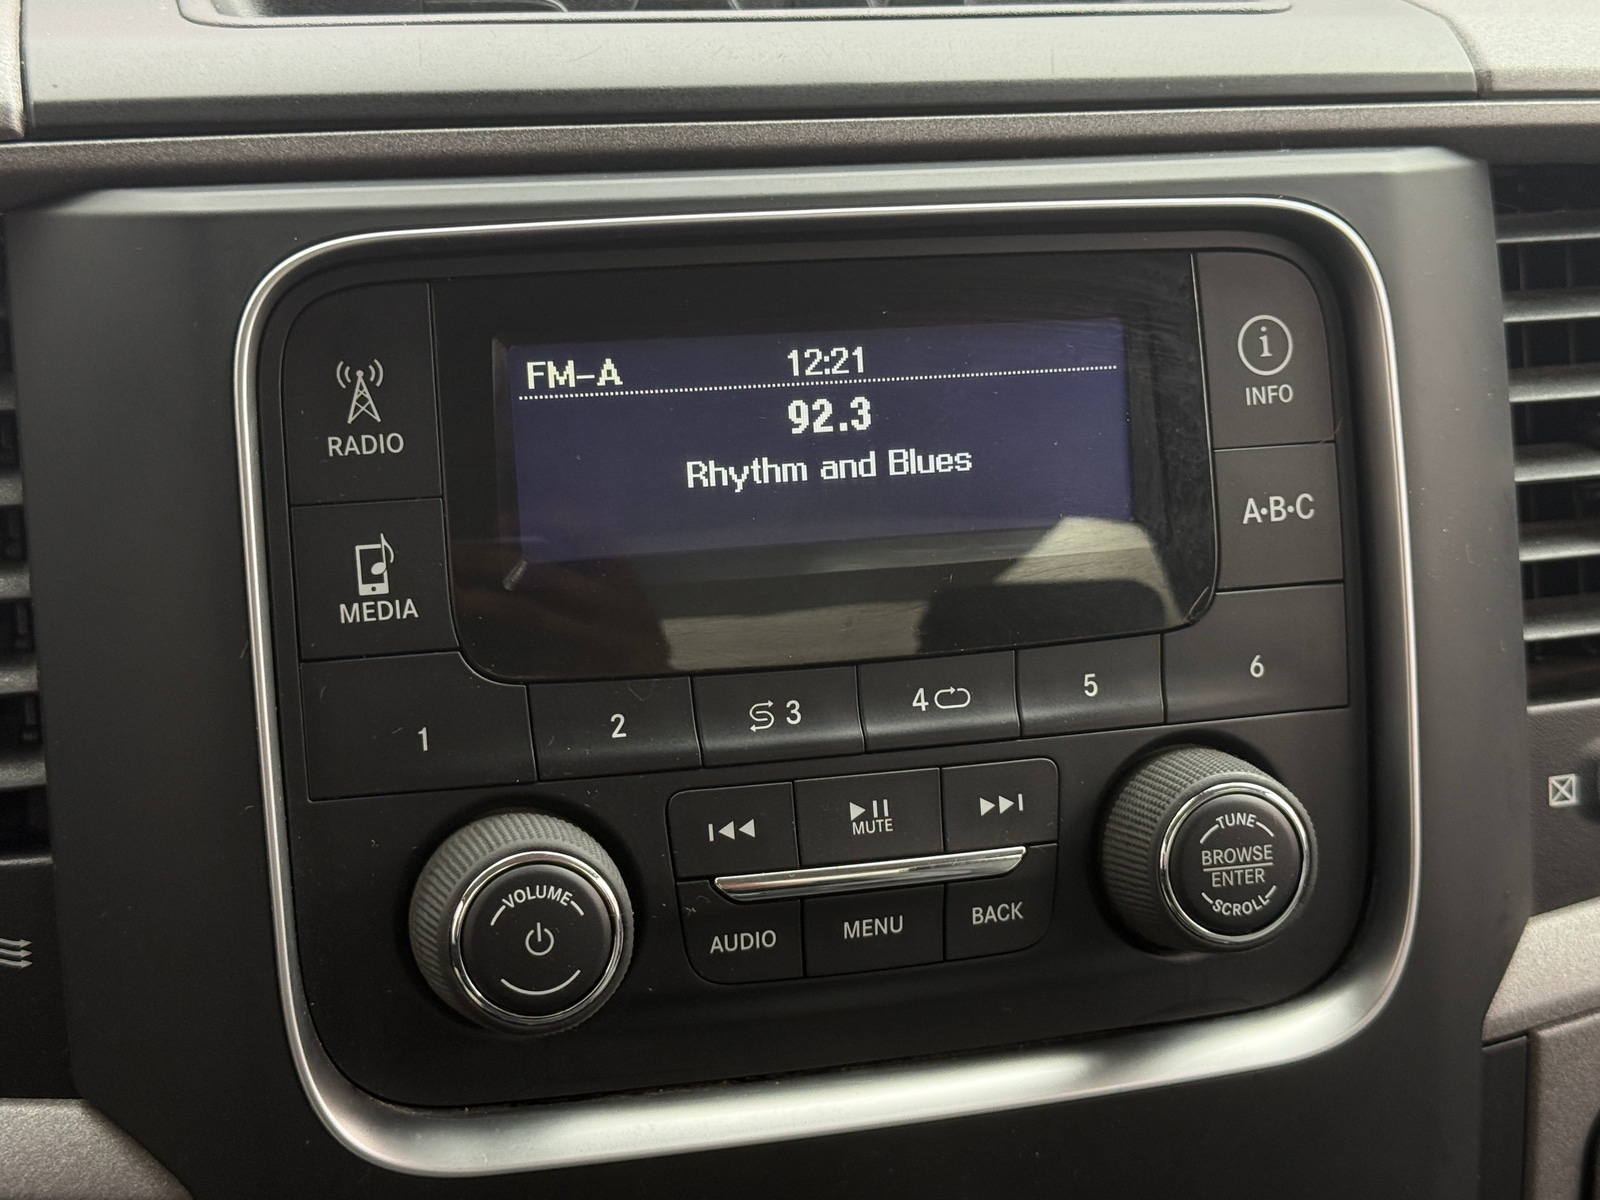 FM-A 12:21
92.3
Rhythm and Blues
RADIO
MEDIA
i
INFO
A•B•C
1
2
3
4
5
6
MUTE
AUDIO
MENU
BACK
VOLUME
TUNE
BROWSE
ENTER
SCROLL